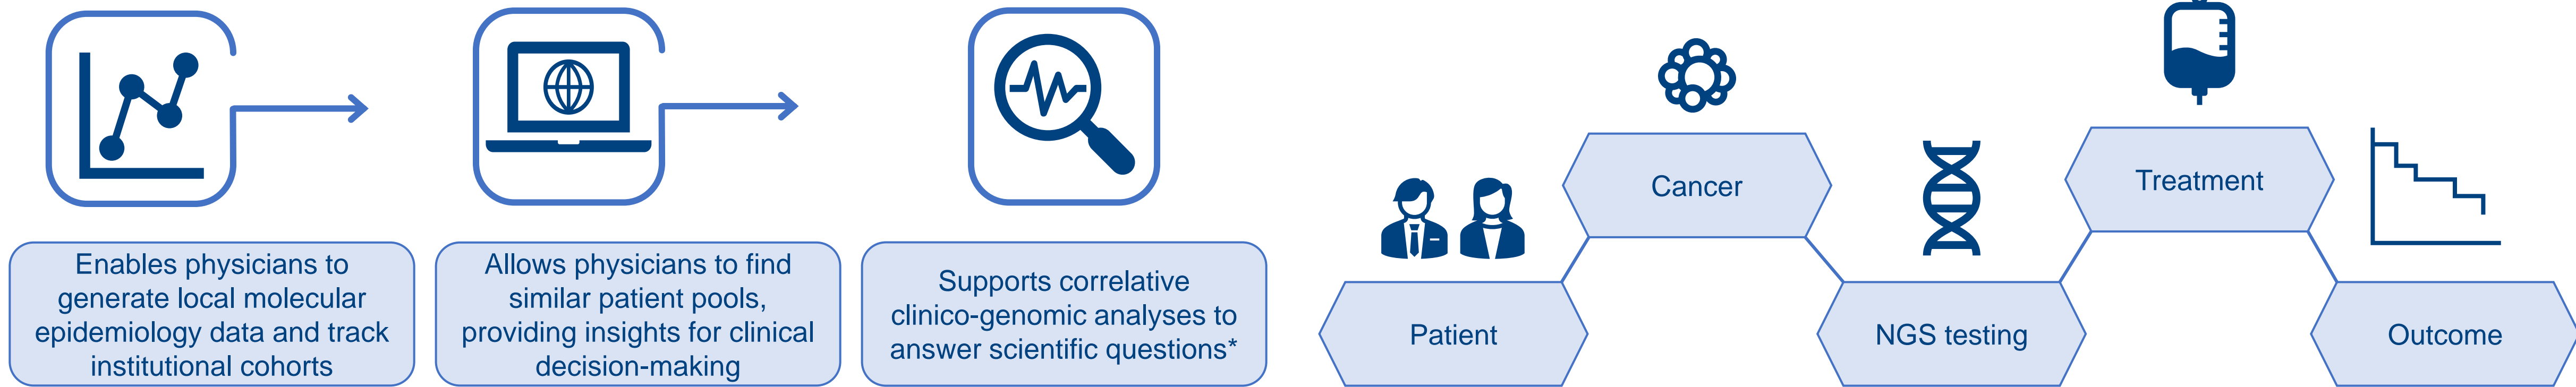 Enables physicians to
generate local molecular
epidemiology data and track
institutional cohorts
Allows physicians to find
similar patient pools,
providing insights for clinical
decision-making
Supports correlative
clinico-genomic analyses to
answer scientific questions*
Patient
Cancer
NGS testing
Treatment
Outcome